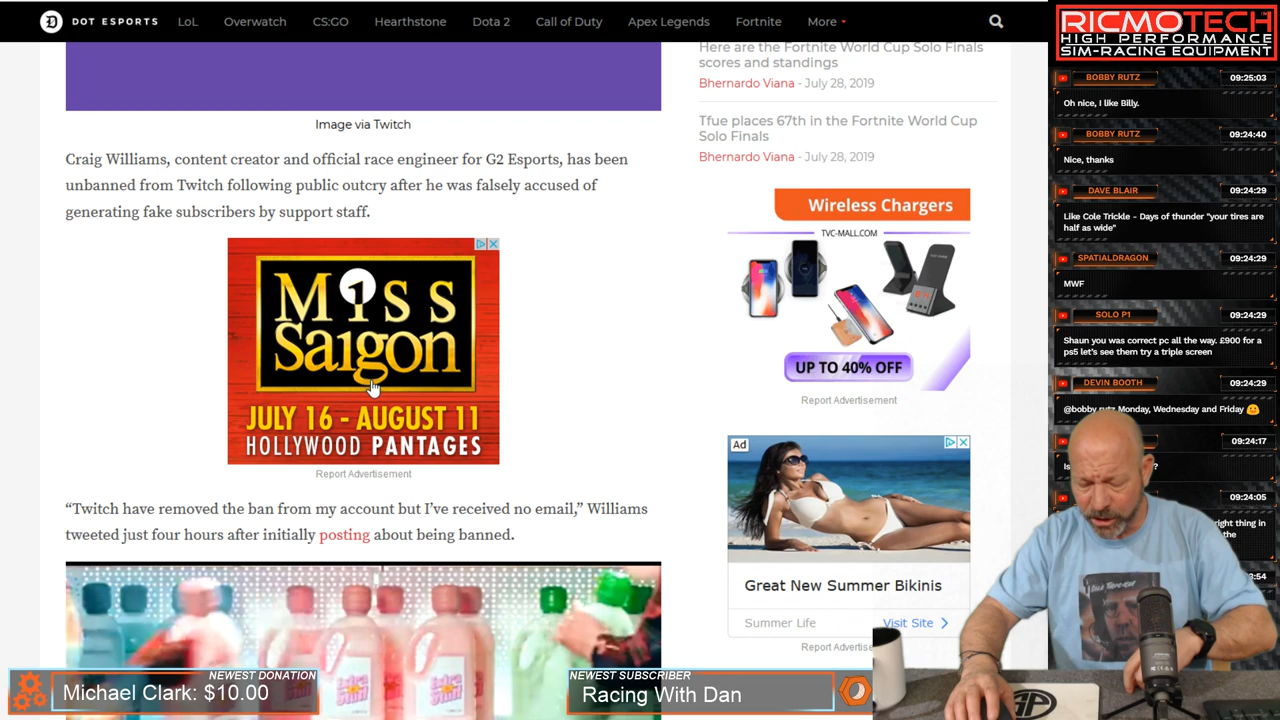 DOT ESPORTS
LoL
Overwatch
CS:GO
Hearthstone
Dota 2
Call of Duty
Apex Legends
Fortnite
More
Image via Twitch
Craig Williams, content creator and official race engineer for G2 Esports, has been
unbanned from Twitch following public outcry after he was falsely accused of
generating fake subscribers by support staff.
Miss
Saigon
JULY 16 - AUGUST 11
HOLLYWOOD PANTAGES
Report Advertisement
“Twitch have removed the ban from my account but I’ve received no email,” Williams
tweeted just four hours after initially posting about being banned.
Here are the Fortnite World Cup Solo Finals
scores and standings
Bhernardo Viana - July 28, 2019
Tfue places 67th in the Fortnite World Cup
Solo Finals
Bhernardo Viana - July 28, 2019
Wireless Chargers
TVC-MALL.COM
UP TO 40% OFF
Report Advertisement
Ad
Great New Summer Bikinis
Summer Life
Visit Site
Report Advertise
RICMOTECH
HIGH PERFORMANCE
SIM-RACING EQUIPMENT
BOBBY RUTZ
09:25:03
Oh nice, I like Billy.
BOBBY RUTZ
09:24:40
Nice, thanks
DAVE BLAIR
09:24:29
Like Cole Trickle - Days of thunder "your tires are
half as wide"
SPATIALDRAGON
09:24:29
MWF
SOLO P1
09:24:29
Shaun you was correct pc all the way. £900 for a
ps5 let's see them try a triple screen
DEVIN BOOTH
09:24:29
@bobby rutz Monday, Wednesday and Friday
09:24:17
09:24:05
right thing in
the
3:54
NEWEST DONATION
Michael Clark: $10.00
NEWEST SUBSCRIBER
Racing With Dan
GP